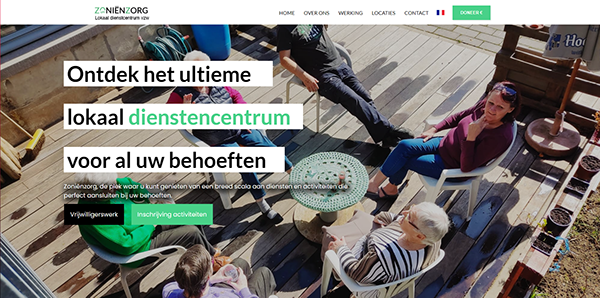 ZONIËNZORG
Lokaal dienstencentrum vzw
HOME OVER ONS WERKING LOCATIES CONTACT DONEER €
Ontdek het ultieme
lokaal dienstencentrum
voor al uw behoeften
Zoniënzorg, de plek waar u kunt genieten van een breed scala aan diensten en activiteiten die
perfect aansluiten bij uw behoeften.
Vrijwilligerswerk Inschrijving activiteiten